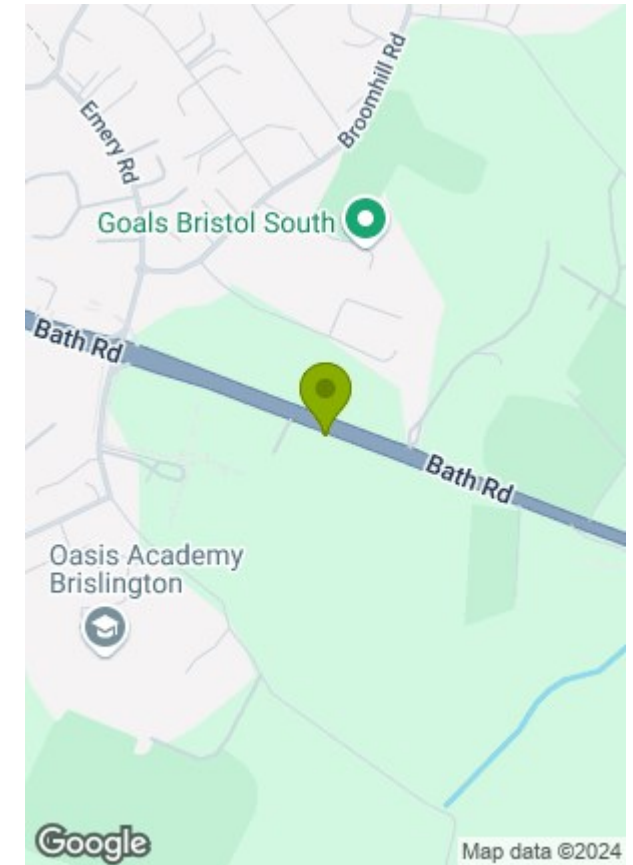 Broomhill Rd
Emery Rd
Goals Bristol South
Bath Rd
Bath Rd
Oasis Academy
Brislington
Google
Map data ©2024